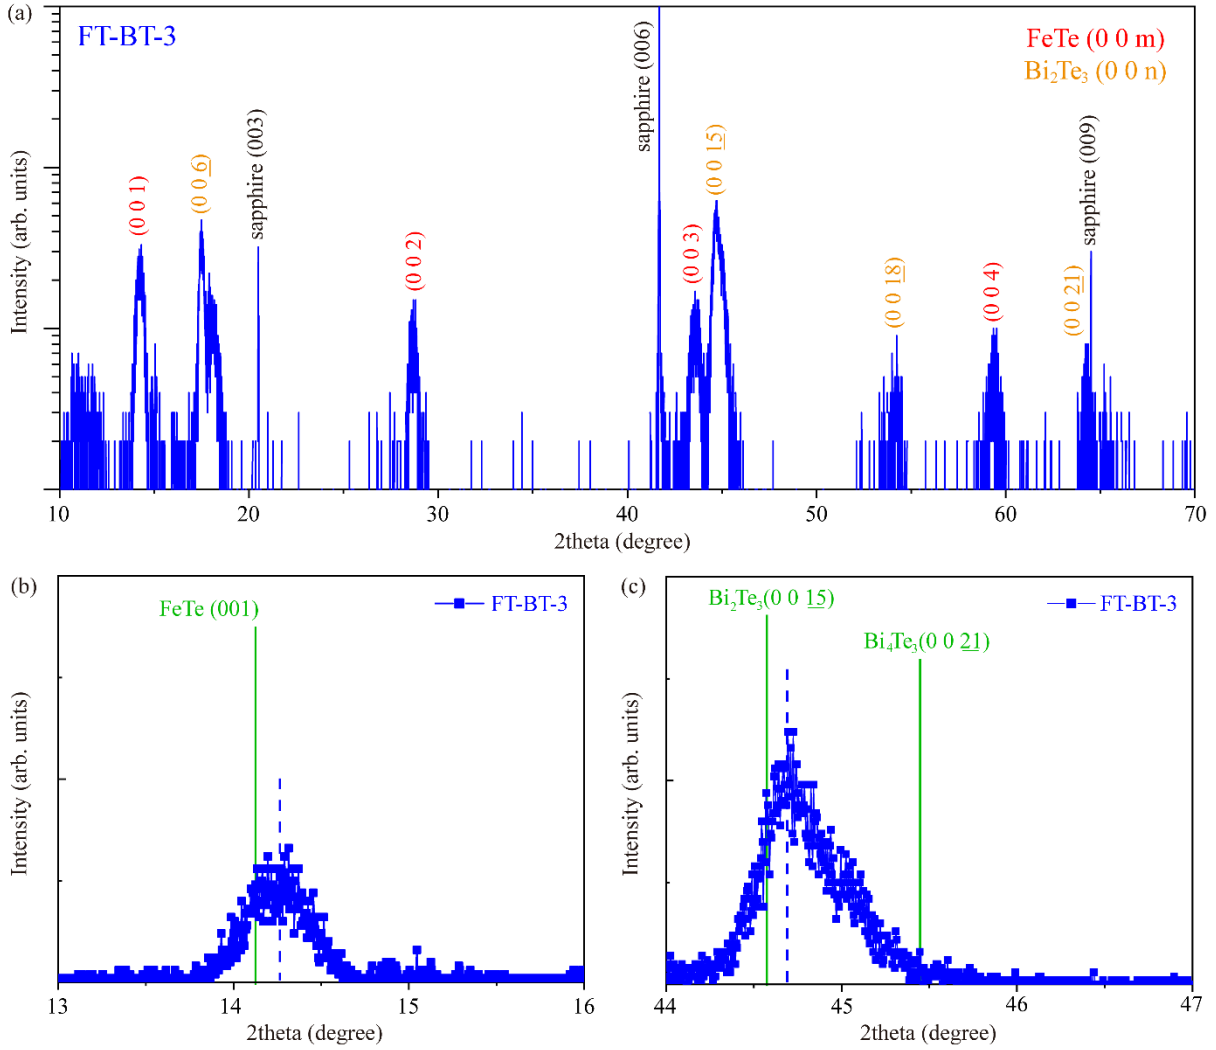 (a)
FT-BT-3
FeTe (0 0 m)
Bi₂Te₃ (0 0 n)
Intensity (arb. units)
(0 0 1)
(0 0 6)
sapphire (003)
(0 0 2)
sapphire (006)
(0 0 3)
(0 0 15)
(0 0 18)
(0 0 4)
(0 0 21)
sapphire (009)
10 20 30 40 50 60 70
2theta (degree)
(b)
FeTe (001)
FT-BT-3
Intensity (arb. units)
13 14 15 16
2theta (degree)
(c)
Bi₂Te₃(0 0 15)
FT-BT-3
Bi₄Te₃(0 0 21)
Intensity (arb. units)
44 45 46 47
2theta (degree)